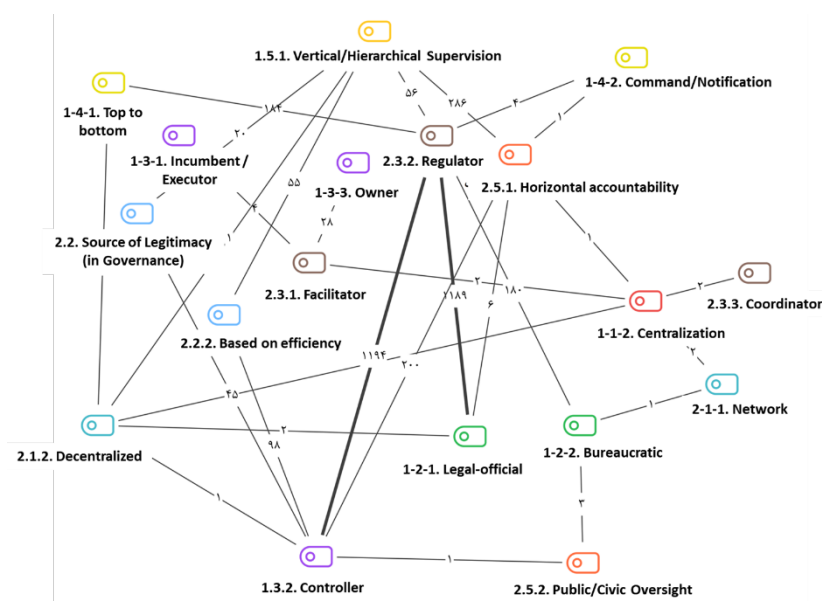 1.5.1. Vertical/Hierarchical Supervision
1-4-2. Command/Notification
۵۶
۲۸۶
۴
۱۸۴
1-4-1. Top to
bottom
۲۰
۱
1-3-1. Incumbent /
Executor
2.3.2. Regulator
1-3-3. Owner
2.5.1. Horizontal accountability
۵۵
۴
۲۸
2.2. Source of Legitimacy
(in Governance)
۱
۱
2.3.1. Facilitator
۲
۱۸۰
۲
2.3.3. Coordinator
۱۱۸۹
۶
1-1-2. Centralization
2.2.2. Based on efficiency
۱۱۹۴
۲۰۰
۲
۴۵
۱
2-1-1. Network
۲
۹۸
2.1.2. Decentralized
1-2-1. Legal-official
1-2-2. Bureaucratic
۱
۳
۱
1.3.2. Controller
2.5.2. Public/Civic Oversight